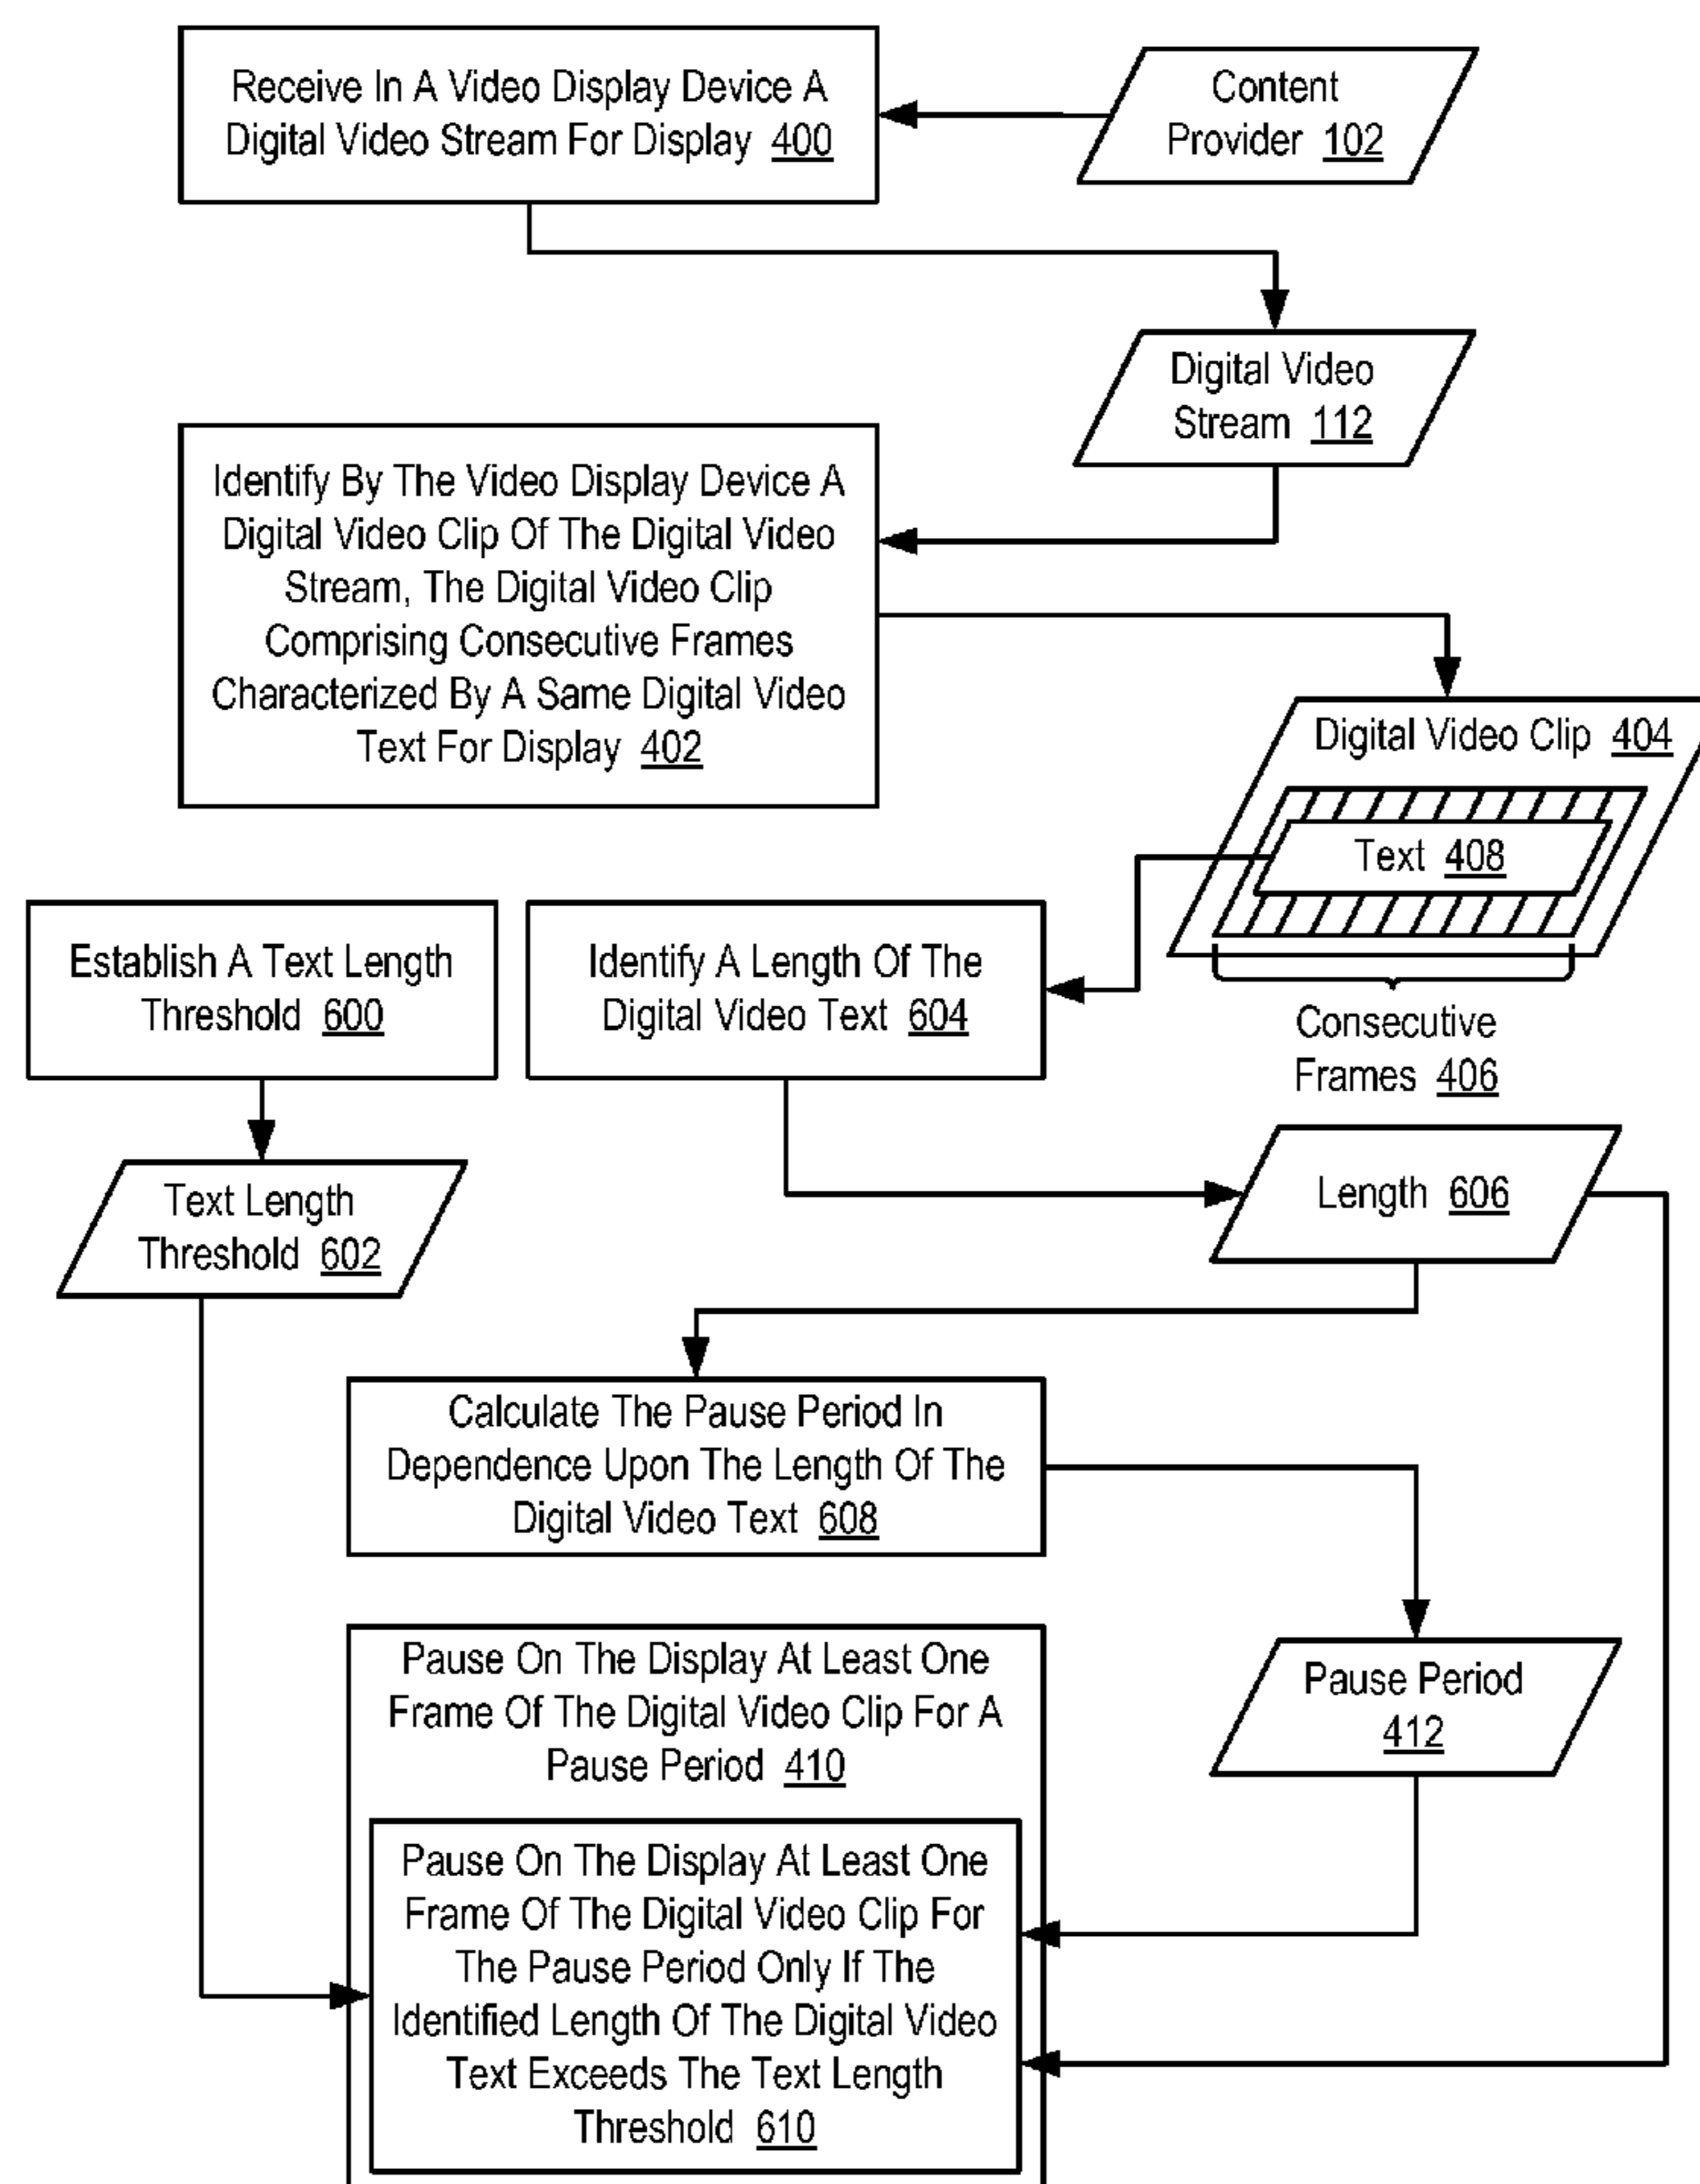 Receive In A Video Display Device A
Digital Video Stream For Display 400
Content
Provider 102
Digital Video
Stream 112
Identify By The Video Display Device A
Digital Video Clip Of The Digital Video
Stream, The Digital Video Clip
Comprising Consecutive Frames
Characterized By A Same Digital Video
Text For Display 402
Digital Video Clip 404
Text 408
Consecutive
Frames 406
Establish A Text Length
Threshold 600
Identify A Length Of The
Digital Video Text 604
Text Length
Threshold 602
Length 606
Calculate The Pause Period In
Dependence Upon The Length Of The
Digital Video Text 608
Pause Period
412
Pause On The Display At Least One
Frame Of The Digital Video Clip For A
Pause Period 410
Pause On The Display At Least One
Frame Of The Digital Video Clip For
The Pause Period Only If The
Identified Length Of The Digital Video
Text Exceeds The Text Length
Threshold 610